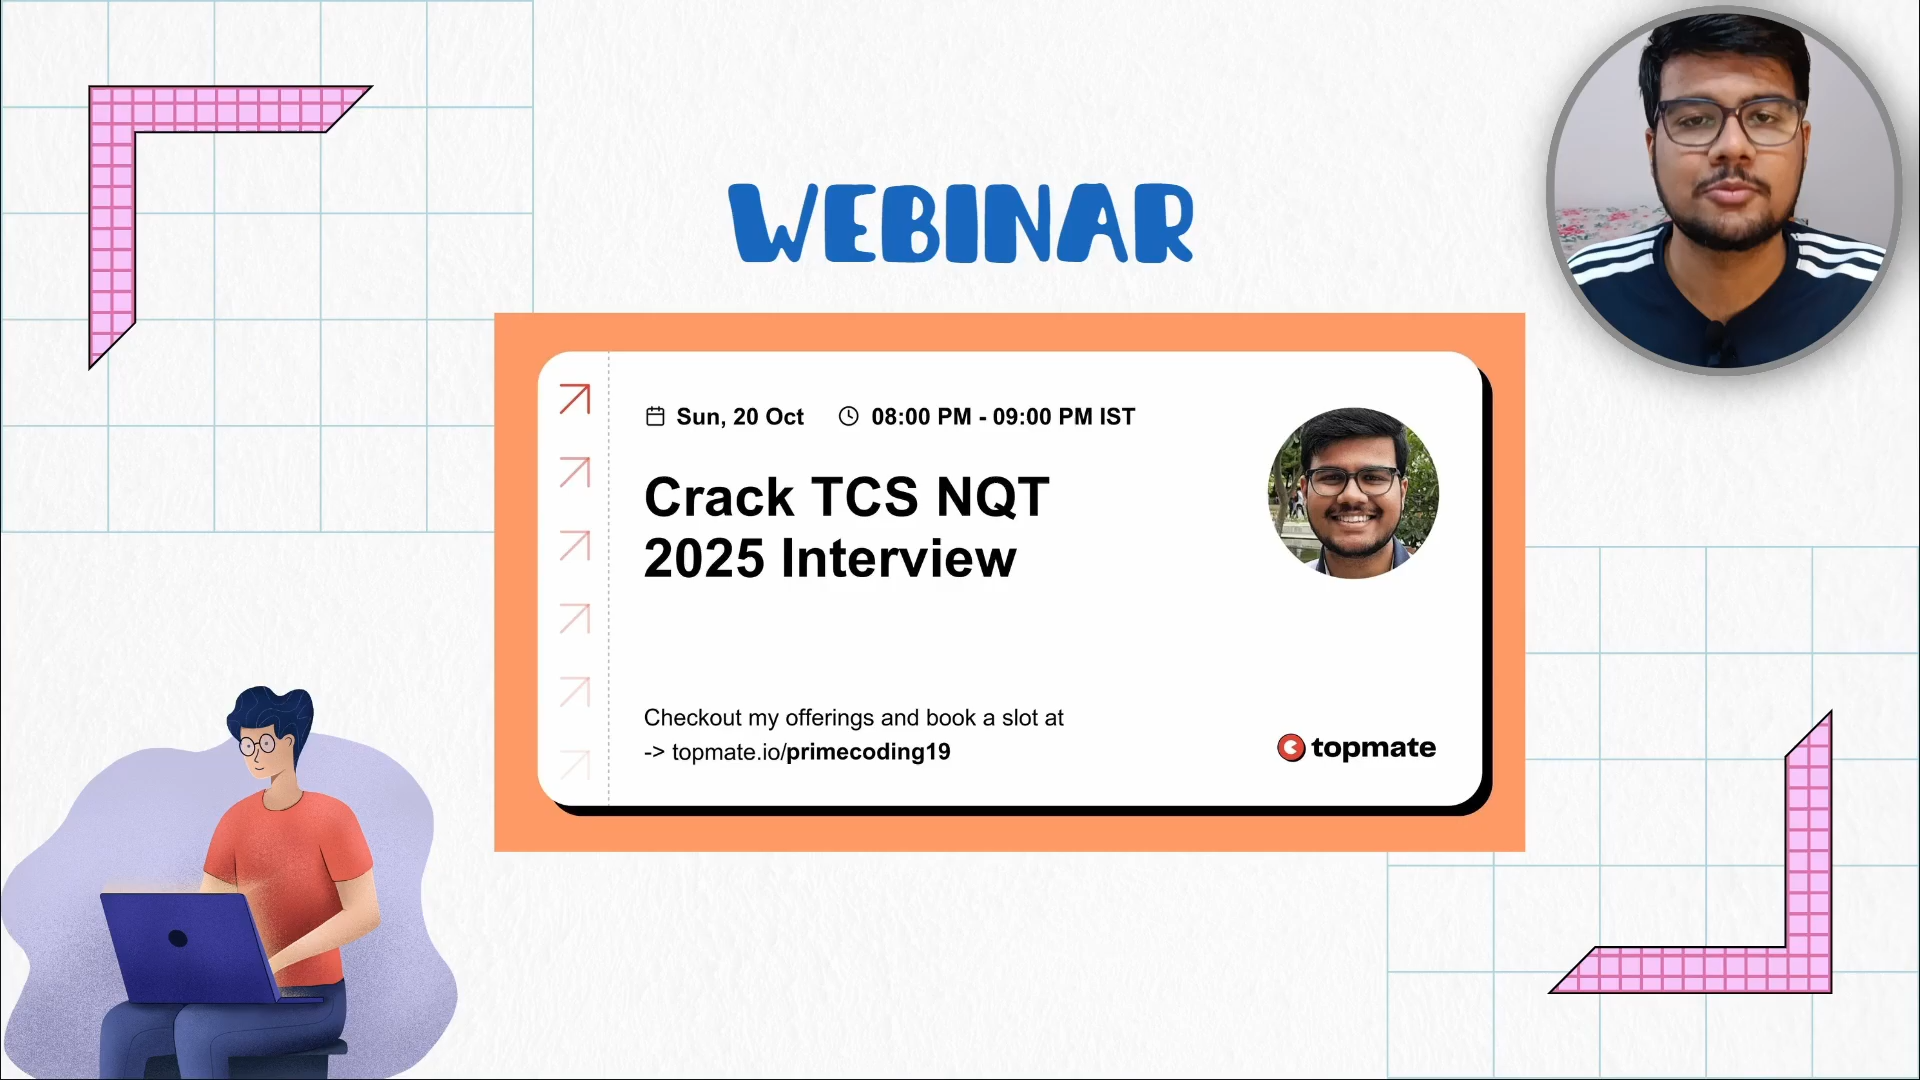 WEBINAR
Sun, 20 Oct 08:00 PM - 09:00 PM IST
Crack TCS NQT
2025 Interview
Checkout my offerings and book a slot at
-> topmate.io/primecoding19
topmate